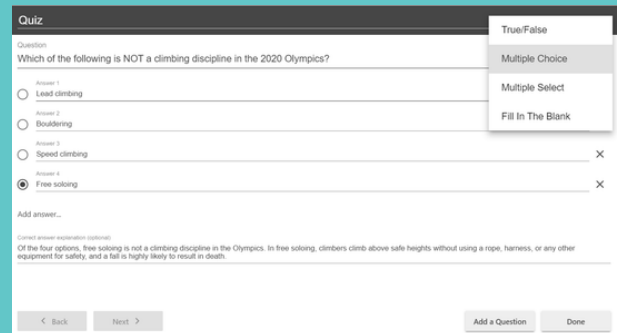 Quiz
True/False
Question
Which of the following is NOT a climbing discipline in the 2020 Olympics?
Multiple Choice
Answer 1
Lead climbing
Multiple Select
Answer 2
Bouldering
Fill In The Blank
Answer 3
Speed climbing
Answer 4
Free soloing
Add answer...
Correct answer explanation (optional)
Of the four options, free soloing is not a climbing discipline in the Olympics. In free soloing, climbers climb above safe heights without using a rope, harness, or any other
equipment for safety, and a fall is highly likely to result in death.
Back Next Add a Question Done